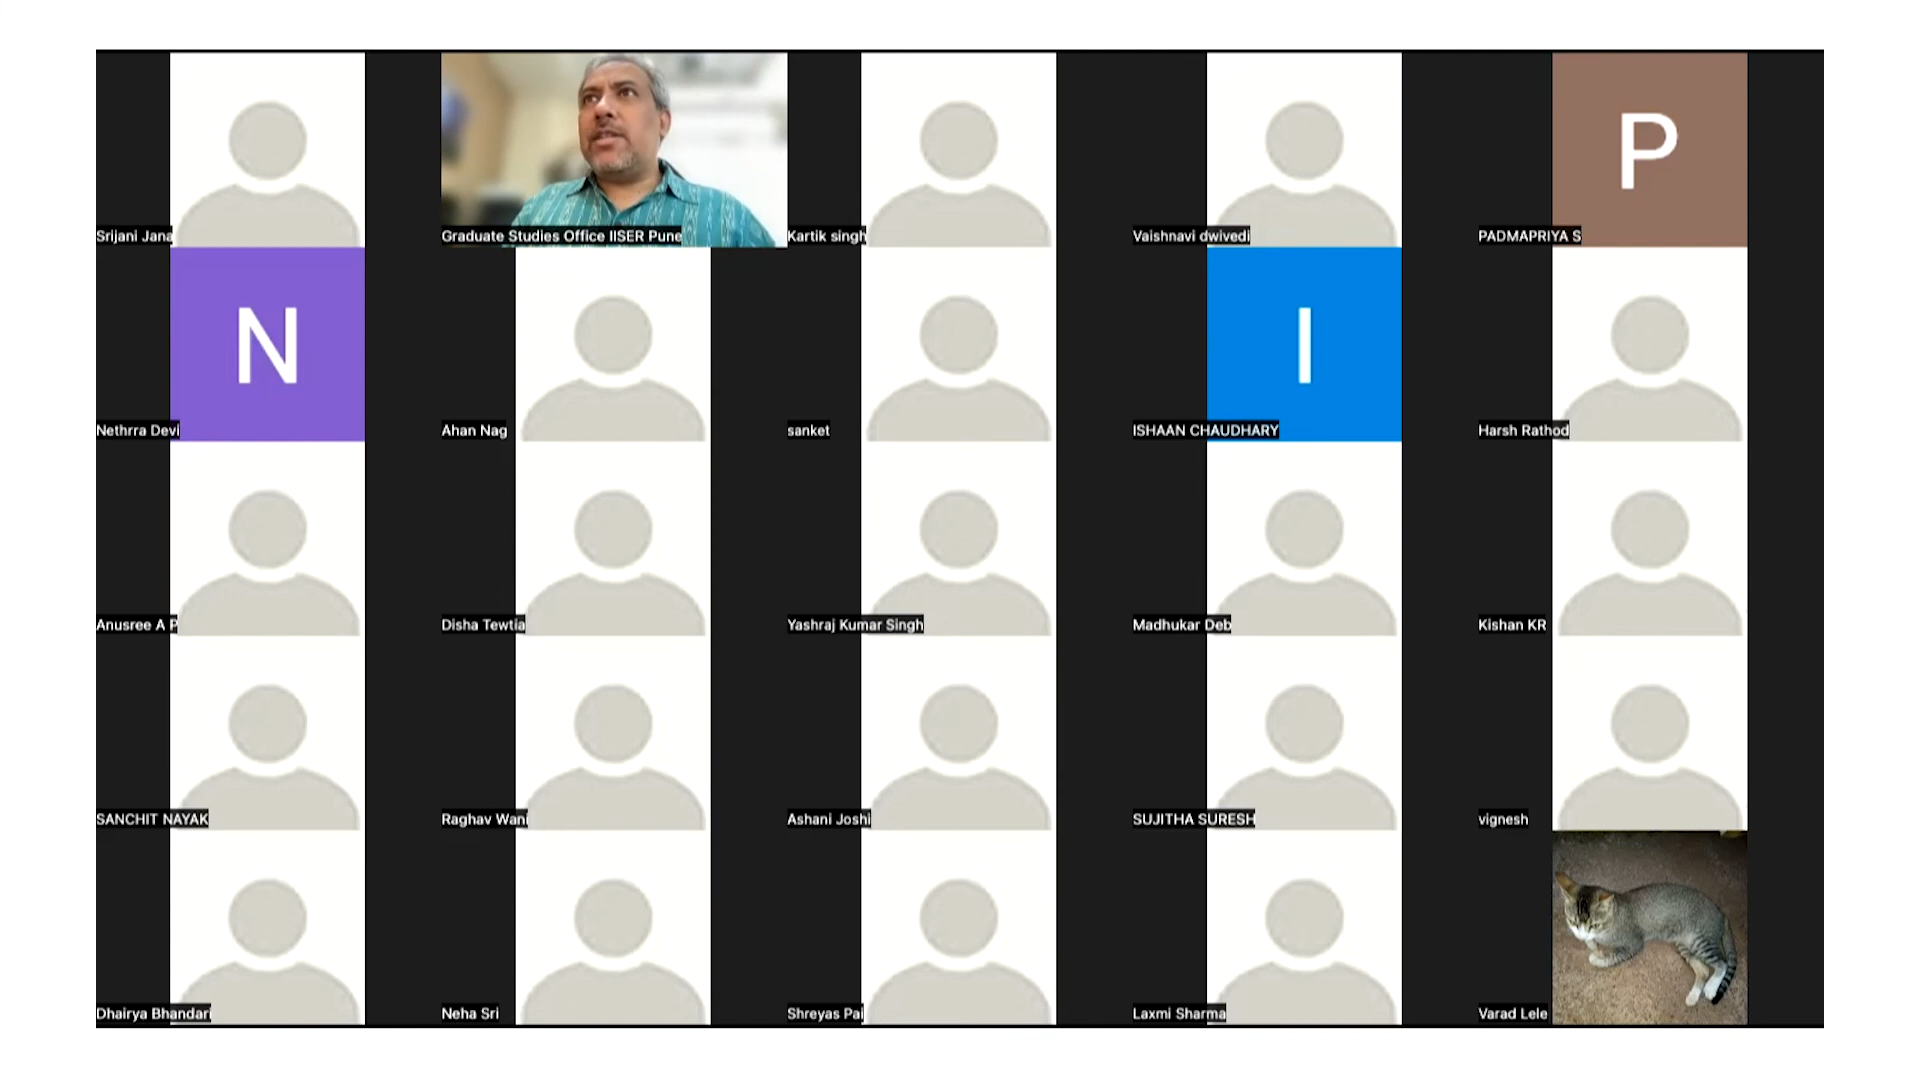 P
Srijani Jana
Graduate Studies Office IISER Pune
Kartik singh
Vaishnavi dwivedi
PADMAPRIYA S
N
I
Nethrra Devi
Ahan Nag
sanket
ISHAAN CHAUDHARY
Harsh Rathod
Anusree A P
Disha Tewtia
Yashraj Kumar Singh
Madhukar Deb
Kishan KR
SANCHIT NAYAK
Raghav Wani
Ashani Joshi
SUJITHA SURESH
vignesh
Dhairya Bhandari
Neha Sri
Shreyas Pai
Laxmi Sharma
Varad Lele